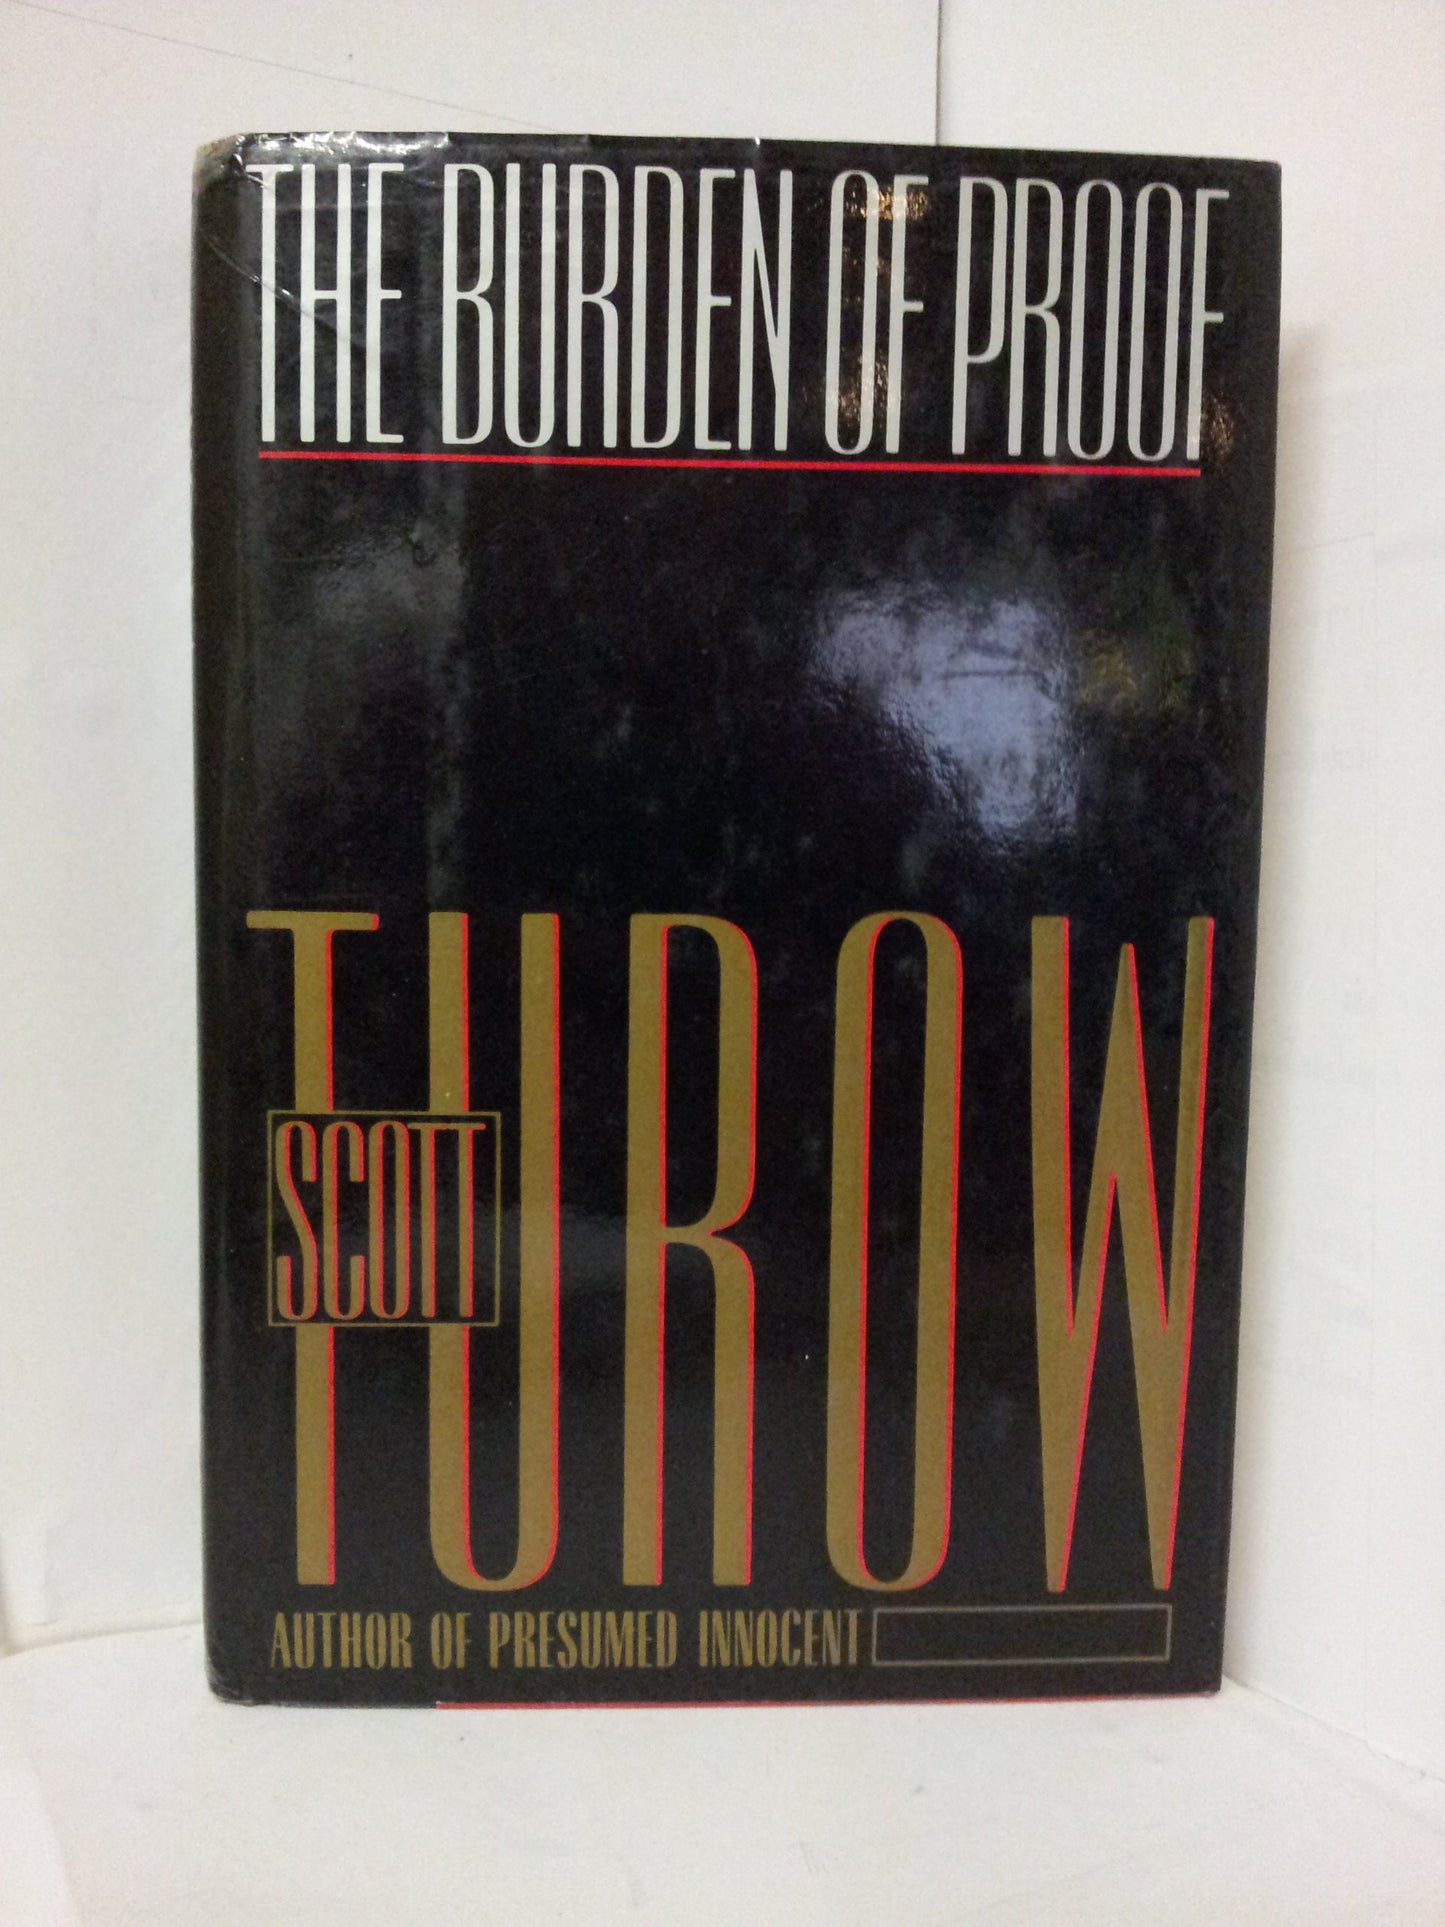 THE BURDEN OF PROOF
SCOTT
TUROW
AUTHOR OF PRESUMED INNOCENT